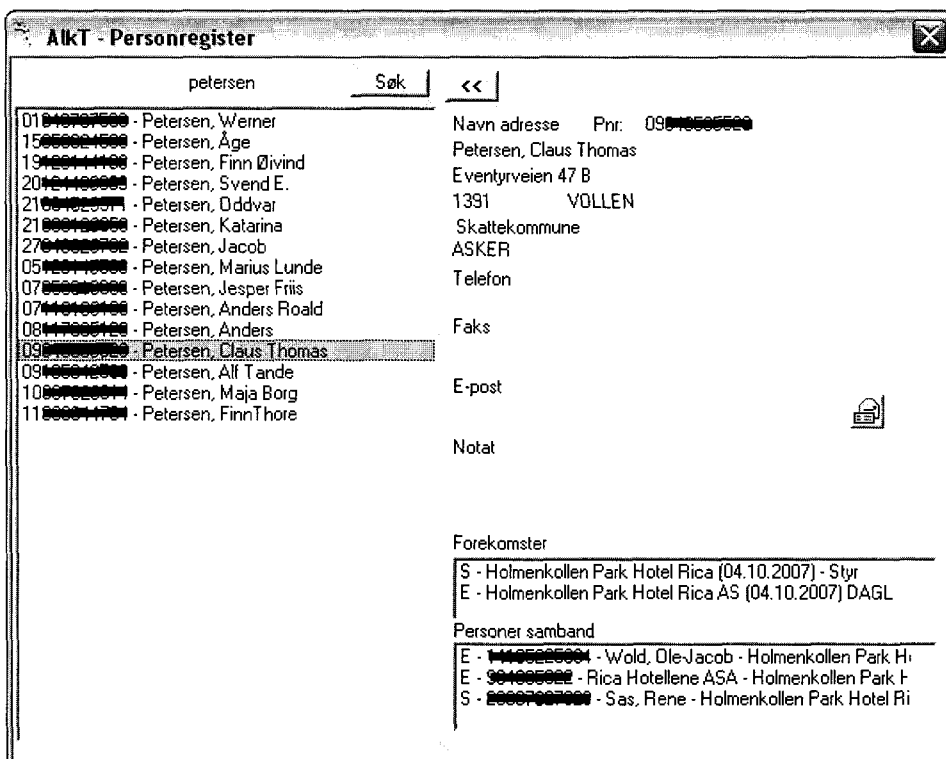 AlkT - Personregister
petersen Søk <<
01 - Petersen, Werner
15 - Petersen, Åge
19 - Petersen, Finn Øivind
20 - Petersen, Svend E.
21 - Petersen, Oddvar
21 - Petersen, Katarina
27 - Petersen, Jacob
05 - Petersen, Marius Lunde
07 - Petersen, Jesper Friis
07 - Petersen, Anders Roald
08 - Petersen, Anders
09 - Petersen, Claus Thomas
09 - Petersen, Alf Tande
10 - Petersen, Maja Borg
11 - Petersen, FinnThore
Navn adresse Pnr: 09
Petersen, Claus Thomas
Eventyrveien 47 B
1391 VOLLEN
Skattekommune
ASKER
Telefon
Faks
E-post
Notat
Forekomster
S - Holmenkollen Park Hotel Rica (04.10.2007) - Styr
E - Holmenkollen Park Hotel Rica AS (04.10.2007) DAGL
Personer samband
E - - Wold, Ole-Jacob - Holmenkollen Park
E - - Rica Hotellene ASA - Holmenkollen Park
S - - Sas, Rene - Holmenkollen Park Hotel Ri